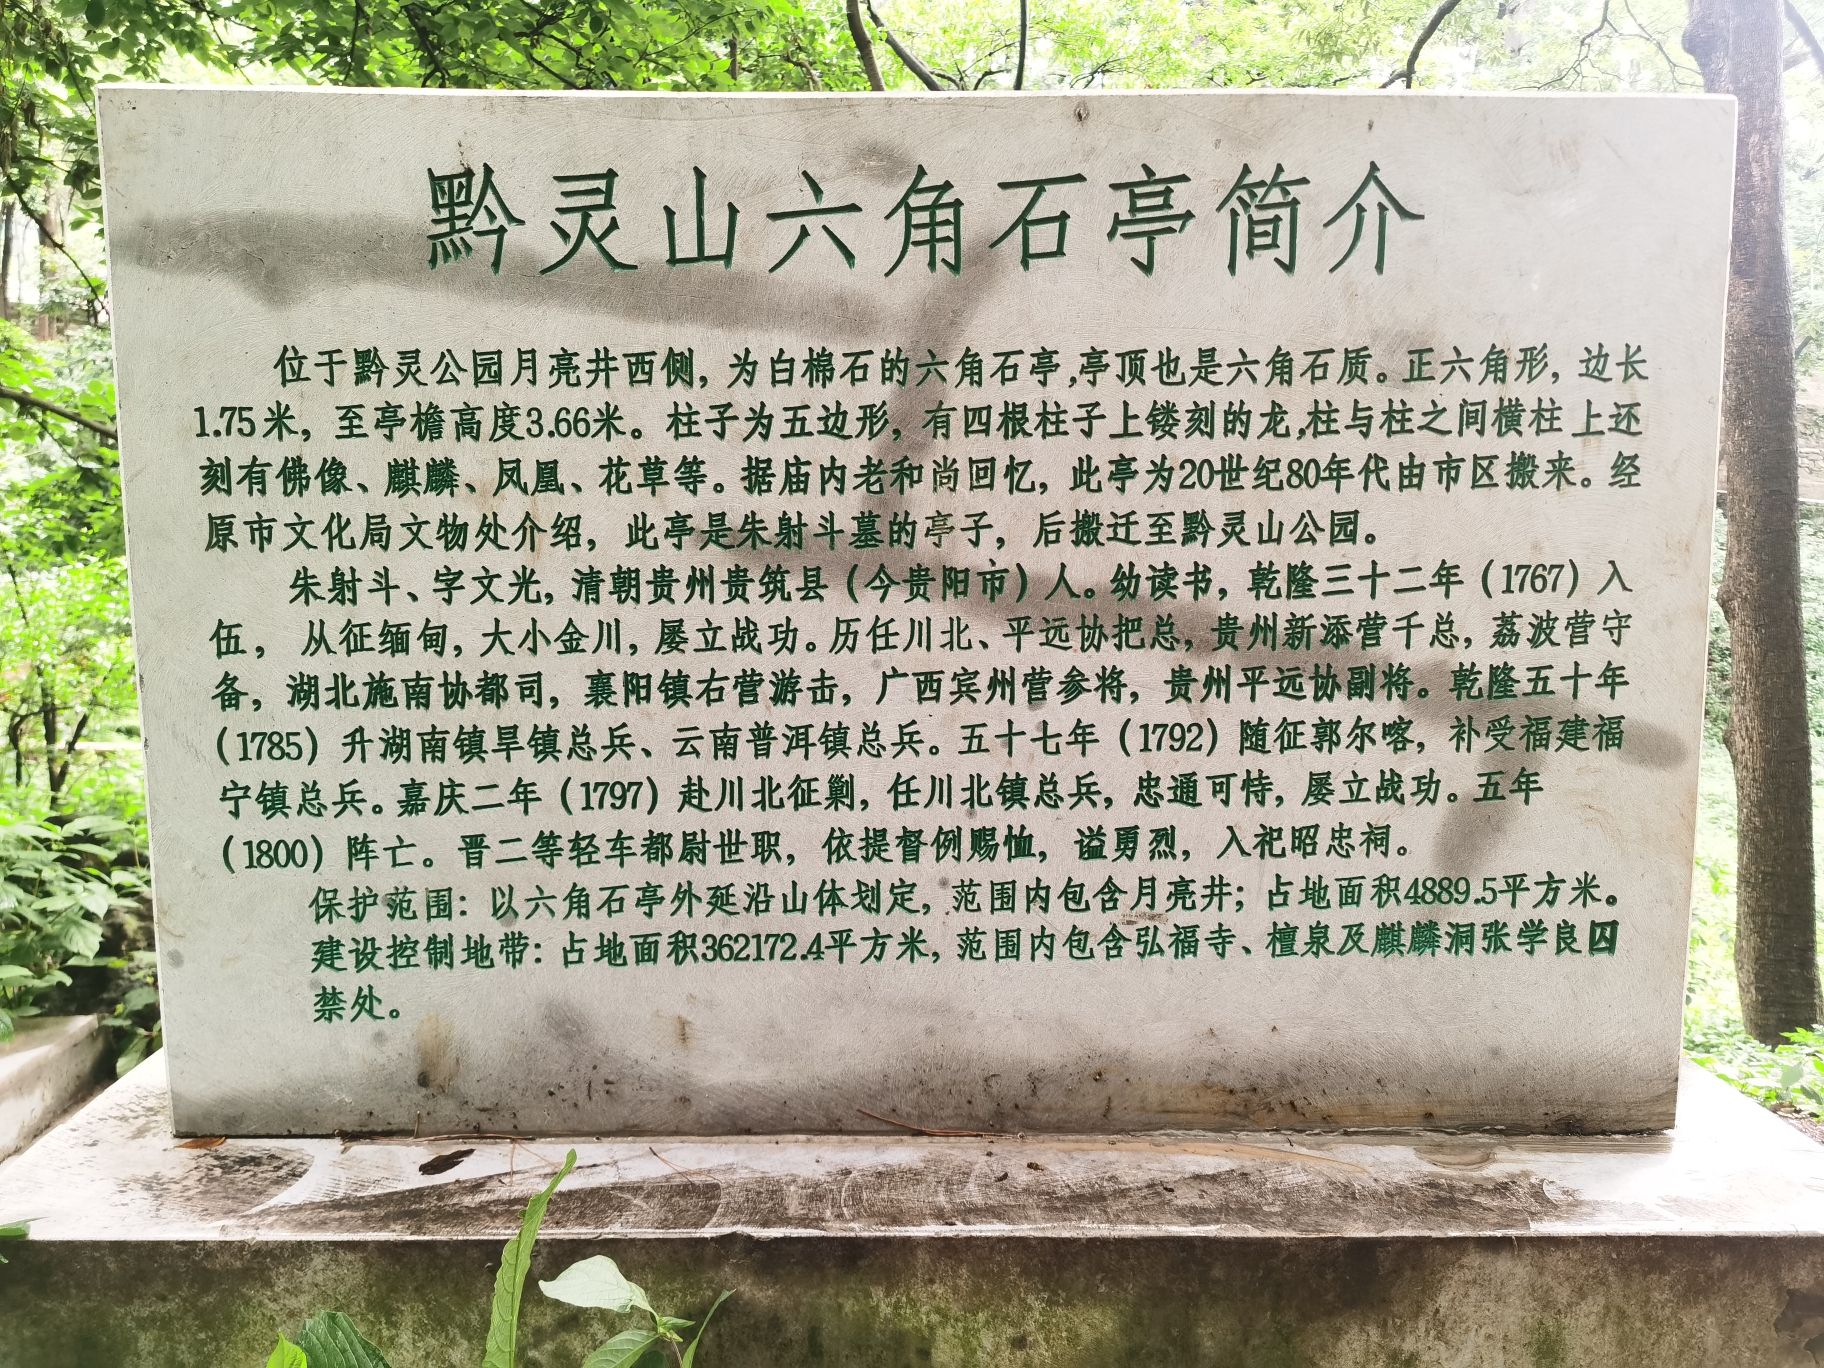 黔灵山六角石亭简介
位于黔灵公园月亮井西侧，为白棉石的六角石亭,亭顶也是六角石质。正六角形，边长
1.75米，至亭檐高度3.66米。柱子为五边形，有四根柱子上镂刻的龙,柱与柱之间横柱上还
刻有佛像、麒麟、凤凰、花草等。据庙内老和尚回忆，此亭为20世纪80年代由市区搬来。经
原市文化局文物处介绍，此亭是朱射斗墓的亭子，后搬迁至黔灵山公园。
朱射斗、字文光，清朝贵州贵筑县（今贵阳市）人。幼读书，乾隆三十二年（1767）入
伍，从征缅甸，大小金川，屡立战功。历任川北、平远协把总，贵州新添营千总，荔波营守
备，湖北施南协都司，襄阳镇右营游击，广西宾州营参将，贵州平远协副将。乾隆五十年
（1785）升湖南镇旱镇总兵、云南普洱镇总兵。五十七年（1792）随征郭尔喀，补受福建福
宁镇总兵。嘉庆二年（1797）赴川北征剿，任川北镇总兵，忠通可恃，屡立战功。五年
（1800）阵亡。晋二等轻车都尉世职，依提督例赐恤，谥勇烈，入祀昭忠祠。
保护范围：以六角石亭外延沿山体划定，范围内包含月亮井；占地面积4889.5平方米。
建设控制地带：占地面积362172.4平方米，范围内包含弘福寺、檀泉及麒麟洞张学良囚
禁处。